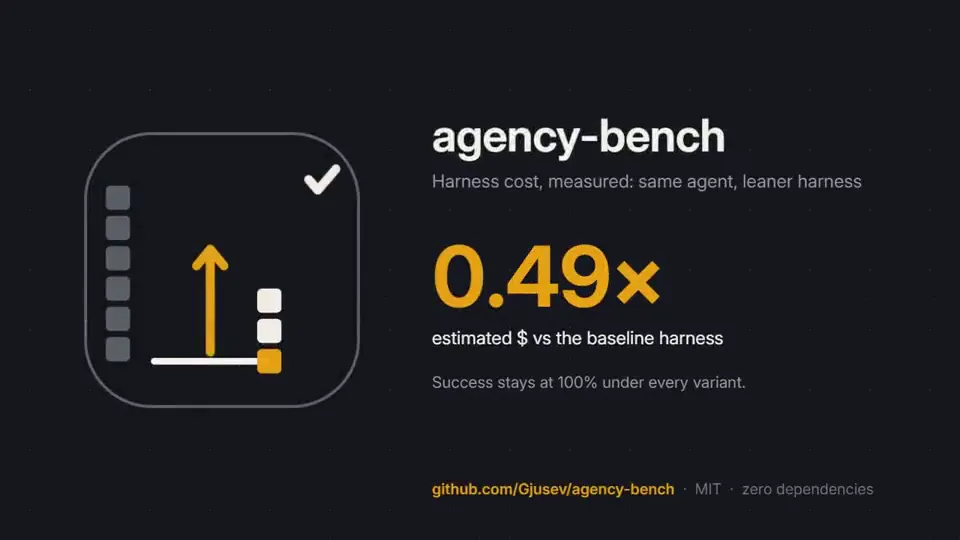 agency-bench
Harness cost, measured: same agent, leaner harness
0.49×
estimated $ vs the baseline harness
Success stays at 100% under every variant.
github.com/Gjusev/agency-bench · MIT · zero dependencies